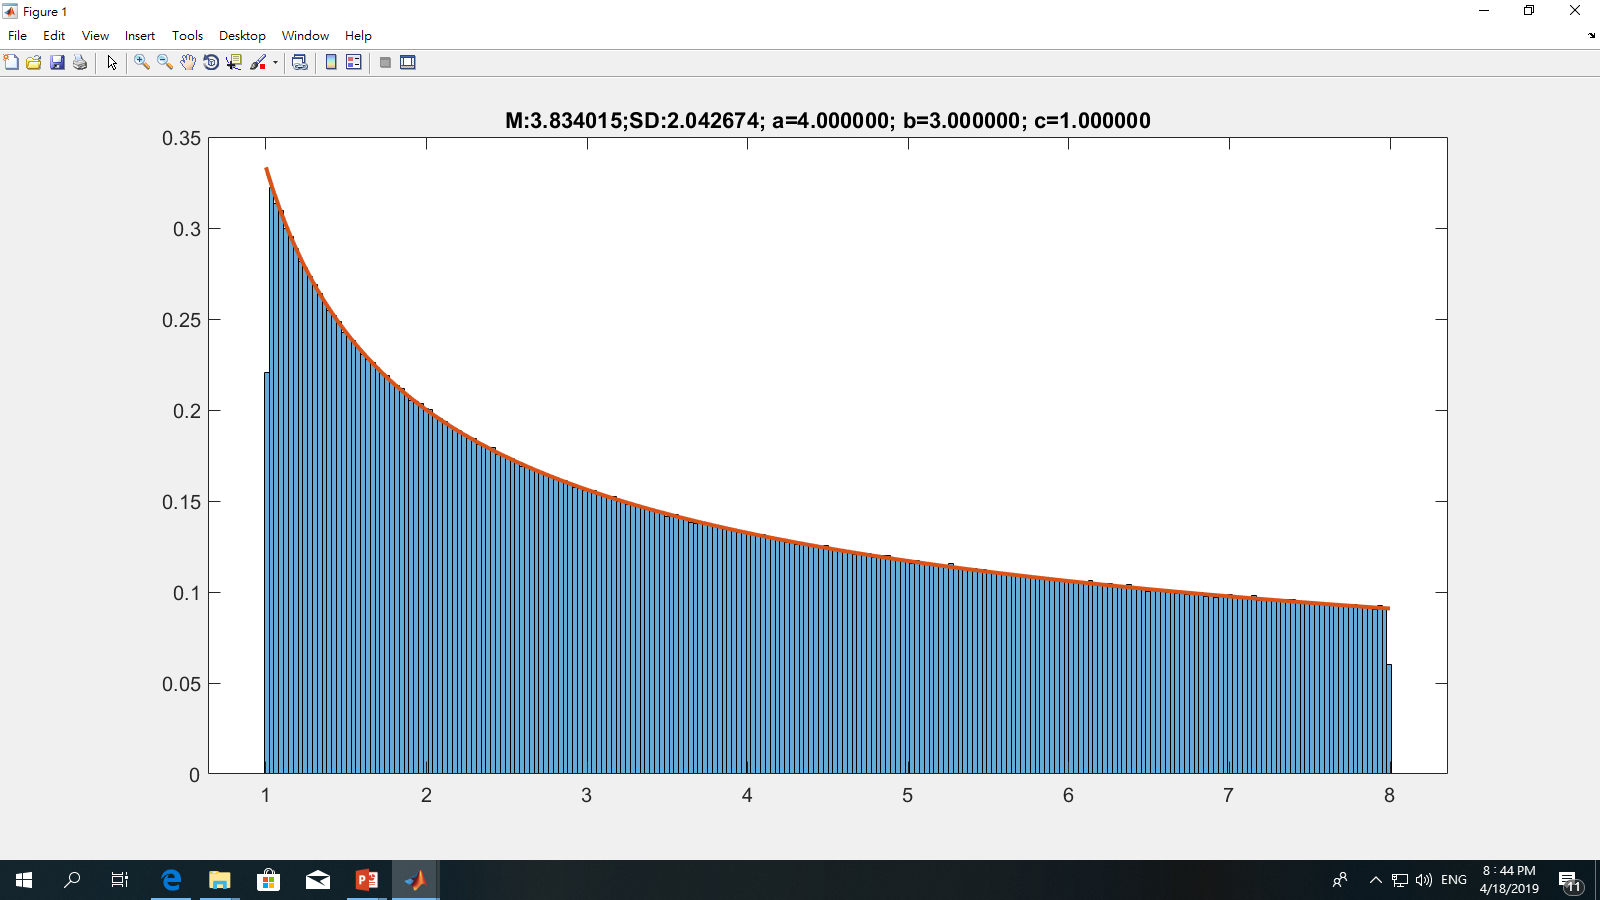 Figure 1
File Edit View Insert Tools Desktop Window Help
M:3.834015;SD:2.042674; a=4.000000; b=3.000000; c=1.000000
0.35
0.3
0.25
0.2
0.15
0.1
0.05
0
1 2 3 4 5 6 7 8
ENG
8:44 PM
4/18/2019
11